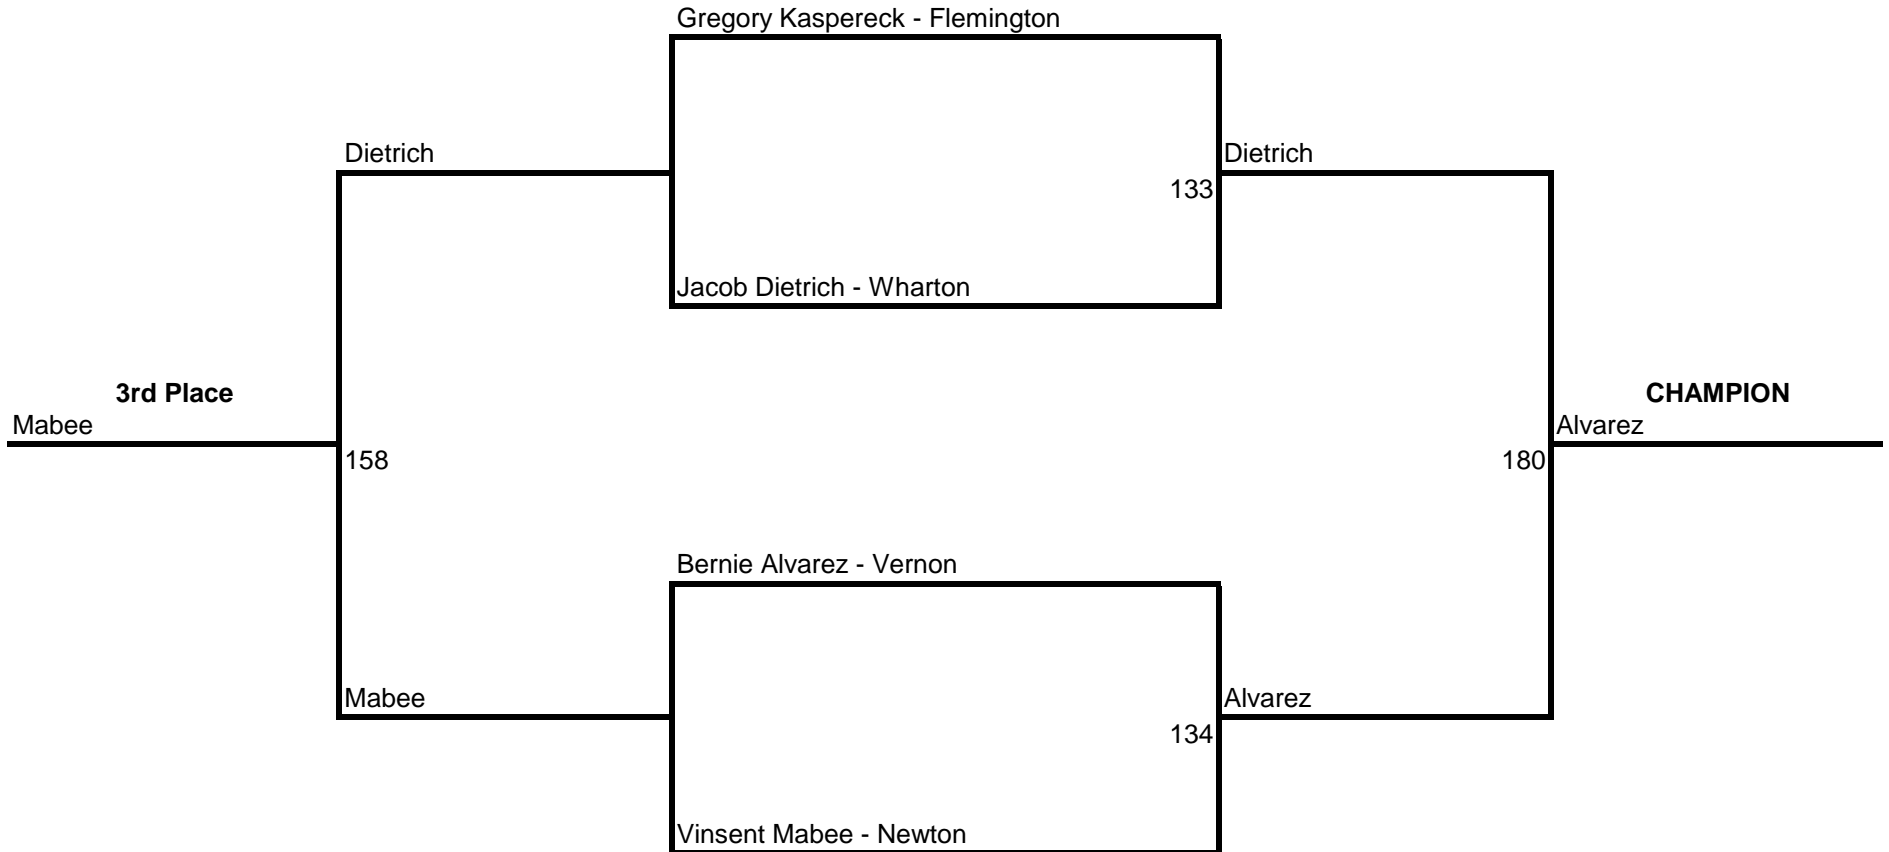 Gregory Kaspereck - Flemington
Dietrich
Dietrich
133
Jacob Dietrich - Wharton
3rd Place
CHAMPION
Mabee
Alvarez
158
180
Bernie Alvarez - Vernon
Mabee
Alvarez
134
Vinsent Mabee - Newton